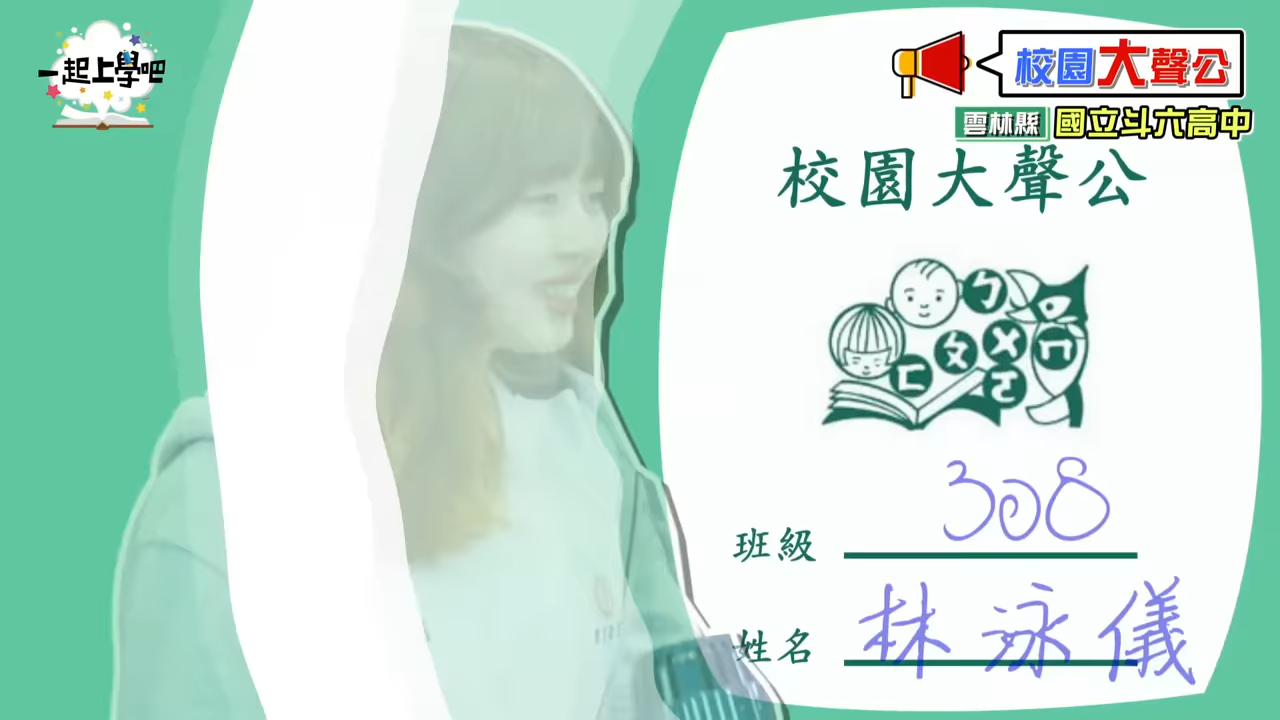 一起上學吧
校園大聲公
雲林縣 國立斗六高中
校園大聲公
ㄅ
ㄈ ㄆ ㄨ ㄇ
ㄛ
班級 308
姓名 林泳儀